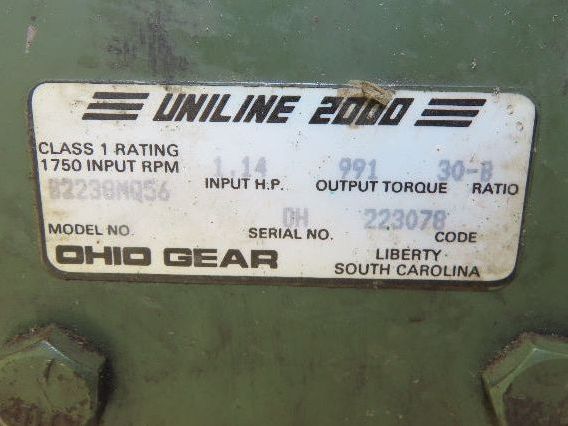 UNILINE 2000
CLASS 1 RATING
1750 INPUT RPM
1.14 991 30-B
INPUT H.P. OUTPUT TORQUE RATIO
B2238MQ56
DH 223078
MODEL NO. SERIAL NO. CODE
OHIO GEAR
LIBERTY
SOUTH CAROLINA